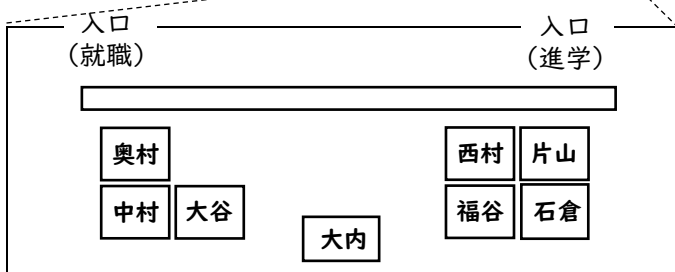 入口 入口
（就職） （進学）
奥村 西村 片山
中村 大谷 福谷 石倉
大内